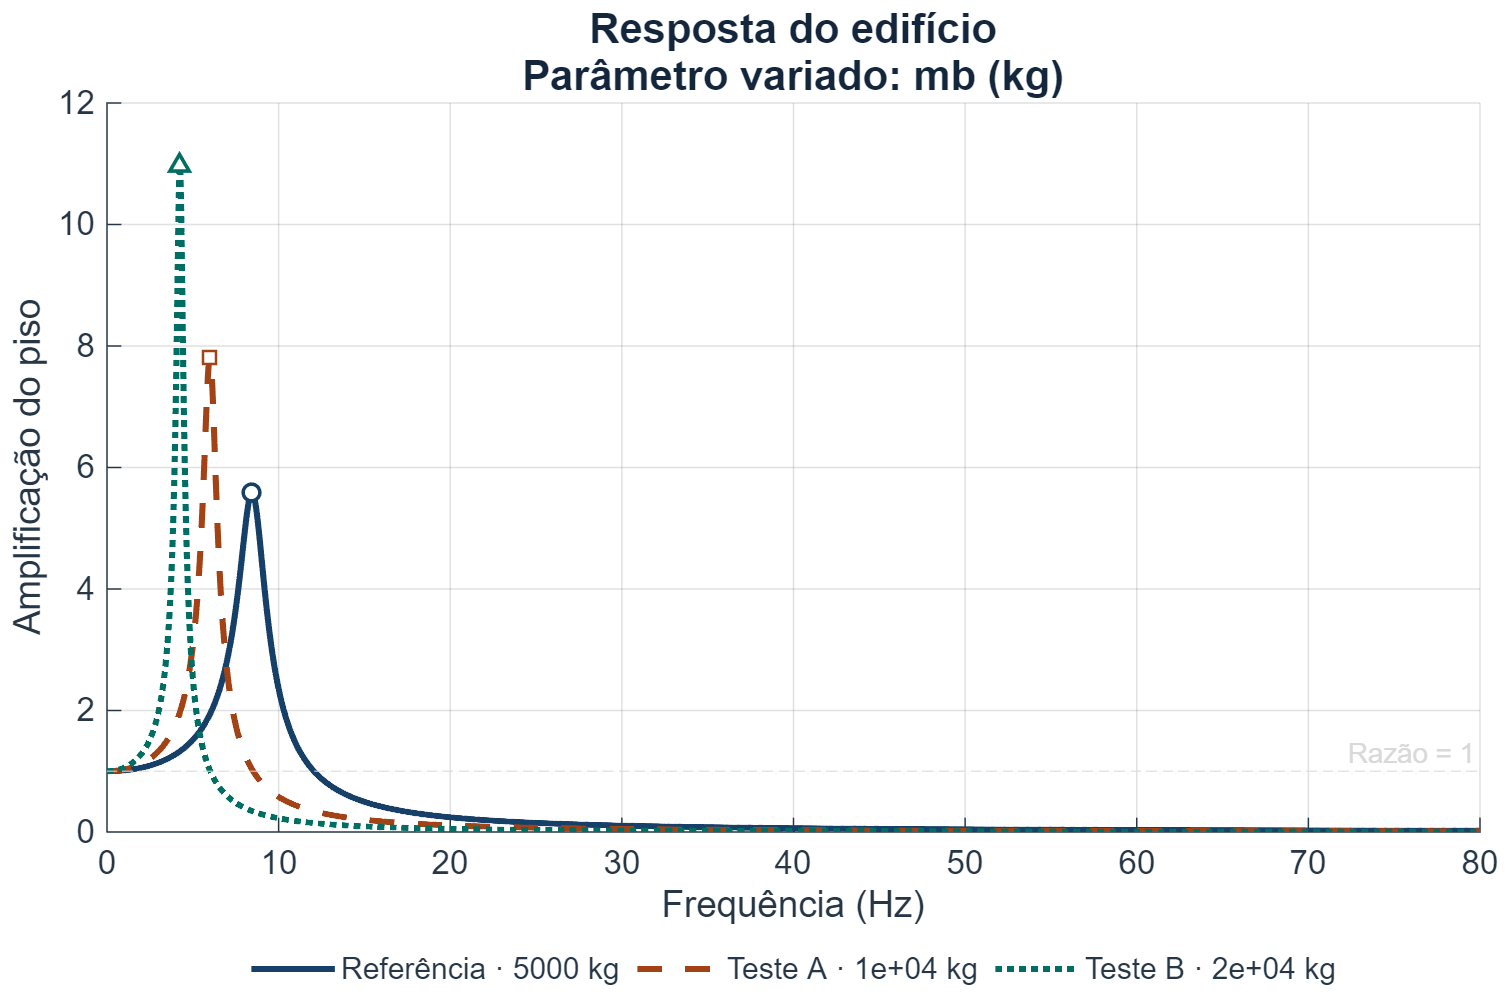 Resposta do edifício
Parâmetro variado: mb (kg)
12
10
8
6
4
2
0
Amplificação do piso
Razão = 1
0 10 20 30 40 50 60 70 80
Frequência (Hz)
Referência · 5000 kg Teste A · 1e+04 kg Teste B · 2e+04 kg